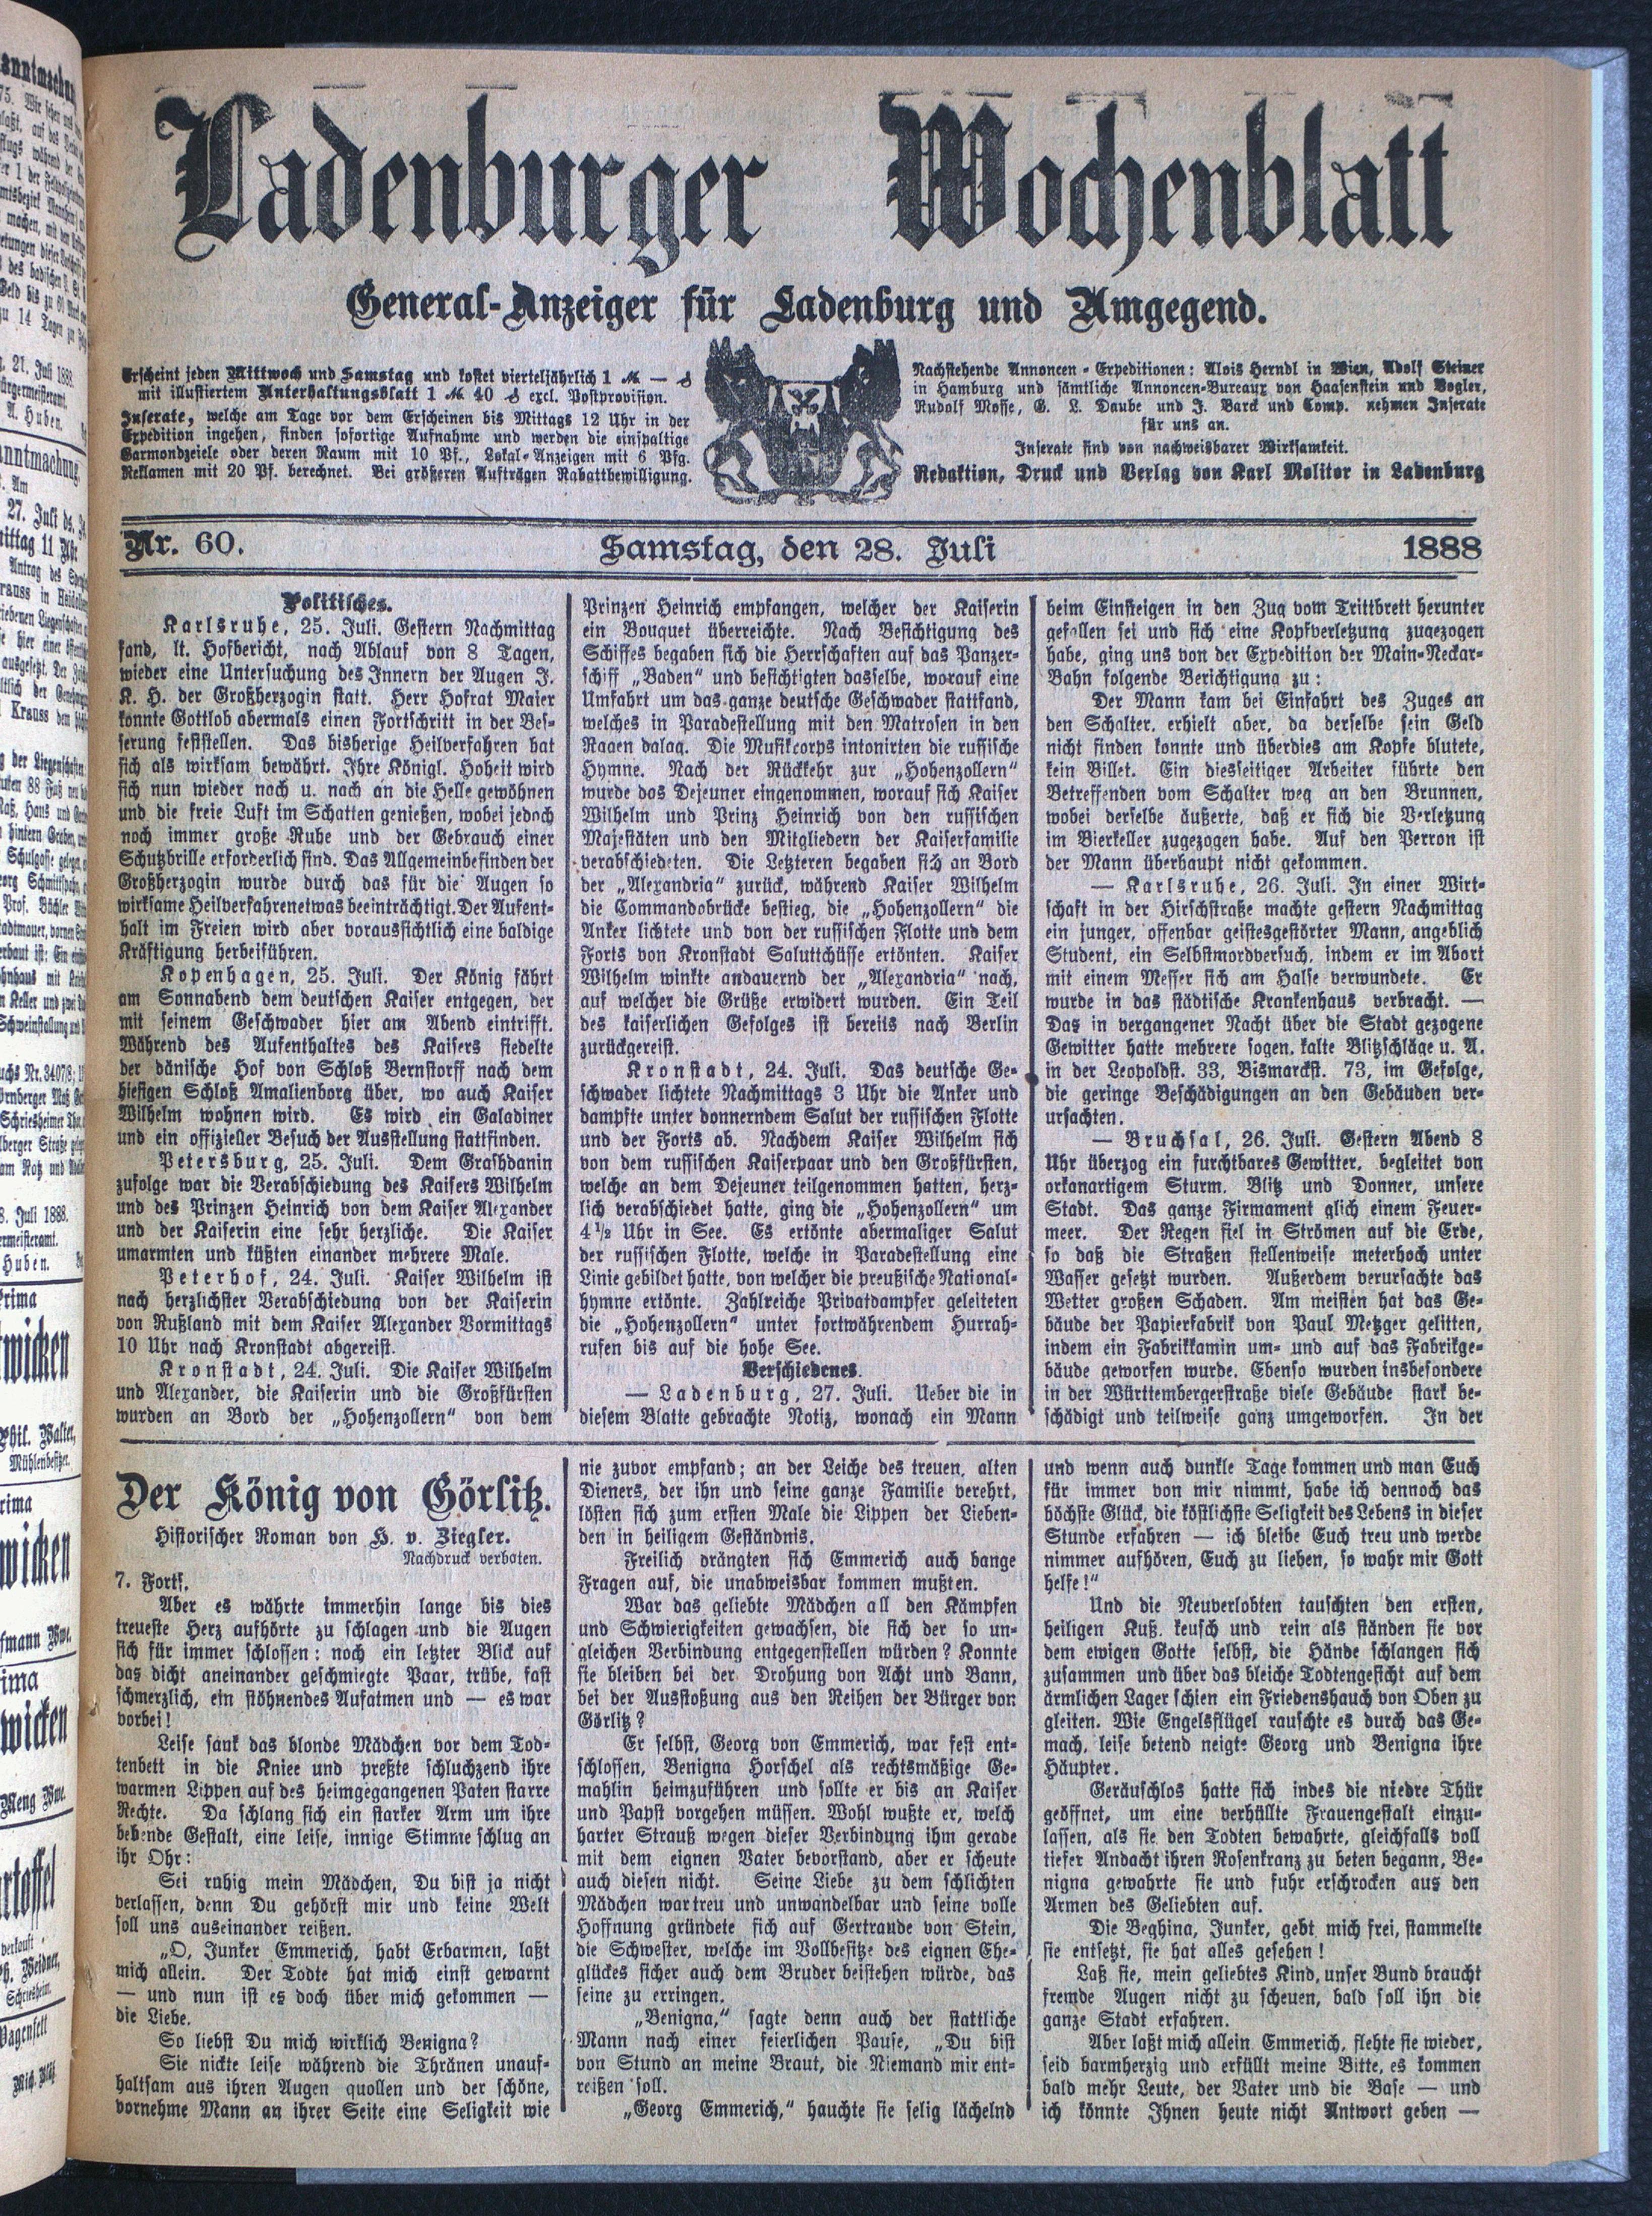 Ladenburger Wochenblatt
General-Anzeiger für Ladenburg und Umgegend.
Erscheint jeden Mittwoch und Samstag und kostet vierteljährlich 1 M. — ₰
mit illustriertem Unterhaltungsblatt 1 M. 40 ₰ excl. Postprovision.
Inserate, welche am Tage vor dem Erscheinen bis Mittags 12 Uhr in der
Expedition ingehen, finden sofortige Aufnahme und werden die einspaltige
Garmondzeiele oder deren Raum mit 10 Pf., Lokal-Anzeigen mit 6 Pfg.
Reklamen mit 20 Pf. berechnet. Bei größeren Aufträgen Rabattbewilligung.
Nachstehende Annoncen-Expeditionen: Alois Herndl in Wien, Adolf Steiner
in Hamburg und sämtliche Annoncen-Bureaux von Haasenstein und Vogler,
Rudolf Mosse, G. L. Daube und J. Barck und Comp. nehmen Inserate
für uns an.
Inserate sind von nachweisbarer Wirksamkeit.
Redaktion, Druck und Verlag von Karl Molitor in Ladenburg
Nr. 60. Samstag, den 28. Juli 1888
Politisches.
Karlsruhe, 25. Juli. Gestern Nachmittag
fand, lt. Hofbericht, nach Ablauf von 8 Tagen,
wieder eine Untersuchung des Innern der Augen J.
K. H. der Großherzogin statt. Herr Hofrat Maier
konnte Gottlob abermals einen Fortschritt in der Bes-
serung feststellen. Das bisherige Heilverfahren hat
sich als wirksam bewährt. Ihre Königl. Hoheit wird
sich nun wieder nach u. nach an die Helle gewöhnen
und die freie Luft im Schatten genießen, wobei jedoch
noch immer große Ruhe und der Gebrauch einer
Schutzbrille erforderlich sind. Das Allgemeinbefinden der
Großherzogin wurde durch das für die Augen so
wirksame Heilverfahren etwas beeinträchtigt. Der Aufent-
halt im Freien wird aber voraussichtlich eine baldige
Kräftigung herbeiführen.
Kopenhagen, 25. Juli. Der König fährt
am Sonnabend dem deutschen Kaiser entgegen, der
mit seinem Geschwader hier am Abend eintrifft.
Während des Aufenthaltes des Kaisers siedelte
der dänische Hof von Schloß Bernstorff nach dem
hiesigen Schloß Amalienborg über, wo auch Kaiser
Wilhelm wohnen wird. Es wird ein Galadiner
und ein offizieller Besuch der Ausstellung stattfinden.
Petersburg, 25. Juli. Dem Grashdanin
zufolge war die Verabschiedung des Kaisers Wilhelm
und des Prinzen Heinrich von dem Kaiser Alexander
und der Kaiserin eine sehr herzliche. Die Kaiser
umarmten und küßten einander mehrere Male.
Peterhof, 24. Juli. Kaiser Wilhelm ist
nach herzlichster Verabschiedung von der Kaiserin
von Rußland mit dem Kaiser Alexander Vormittags
10 Uhr nach Kronstadt abgereist.
Kronstadt, 24. Juli. Die Kaiser Wilhelm
und Alexander, die Kaiserin und die Großfürsten
wurden an Bord der „Hohenzollern“ von dem
Prinzen Heinrich empfangen, welcher der Kaiserin
ein Bouquet überreichte. Nach Besichtigung des
Schiffes begaben sich die Herrschaften auf das Panzer-
schiff „Baden“ und besichtigten dasselbe, worauf eine
Umfahrt um das ganze deutsche Geschwader stattfand,
welches in Paradestellung mit den Matrosen in den
Raaen dalag. Die Musikcorps intonirten die russische
Hymne. Nach der Rückkehr zur „Hohenzollern“
wurde das Dejeuner eingenommen, worauf sich Kaiser
Wilhelm und Prinz Heinrich von den russischen
Majestäten und den Mitgliedern der Kaiserfamilie
verabschiedeten. Die Letzteren begaben sich an Bord
der „Alexandria“ zurück, während Kaiser Wilhelm
die Commandobrücke bestieg, die „Hohenzollern“ die
Anker lichtete und von der russischen Flotte und dem
Forts von Kronstadt Saluttchüsse ertönten. Kaiser
Wilhelm winkte andauernd der „Alexandria“ nach,
auf welcher die Grüße erwidert wurden. Ein Teil
des kaiserlichen Gefolges ist bereits nach Berlin
zurückgereist.
Kronstadt, 24. Juli. Das deutsche Ge-
schwader lichtete Nachmittags 3 Uhr die Anker und
dampfte unter donnerndem Salut der russischen Flotte
und der Forts ab. Nachdem Kaiser Wilhelm sich
von dem russischen Kaiserpaar und den Großfürsten,
welche an dem Dejeuner teilgenommen hatten, herz-
lich verabschiedet hatte, ging die „Hohenzollern“ um
4½ Uhr in See. Es ertönte abermaliger Salut
der russischen Flotte, welche in Paradestellung eine
Linie gebildet hatte, von welcher die preußische National-
hymne ertönte. Zahlreiche Privatdampfer geleiteten
die „Hohenzollern“ unter fortwährendem Hurrah-
rufen bis auf die hohe See.
Verschiedenes.
— Ladenburg, 27. Juli. Ueber die in
diesem Blatte gebrachte Notiz, wonach ein Mann
beim Einsteigen in den Zug vom Trittbrett herunter
gefallen sei und sich eine Kopfverletzung zugezogen
habe, ging uns von der Expedition der Main-Neckar-
Bahn folgende Berichtigung zu:
Der Mann kam bei Einfahrt des Zuges an
den Schalter, erhielt aber, da derselbe sein Geld
nicht finden konnte und überdies am Kopfe blutete,
kein Billet. Ein diesseitiger Arbeiter führte den
Betreffenden vom Schalter weg an den Brunnen,
wobei derselbe äußerte, daß er sich die Verletzung
im Bierkeller zugezogen habe. Auf den Perron ist
der Mann überhaupt nicht gekommen.
— Karlsruhe, 26. Juli. In einer Wirt-
schaft in der Hirschstraße machte gestern Nachmittag
ein junger, offenbar geistesgestörter Mann, angeblich
Student, ein Selbstmordversuch, indem er im Abort
mit einem Messer sich am Halse verwundete. Er
wurde in das städtische Krankenhaus verbracht. —
Das in vergangener Nacht über die Stadt gezogene
Gewitter hatte mehrere sogen. kalte Blitzschläge u. A.
in der Leopoldst. 33, Bismarckst. 73, im Gefolge,
die geringe Beschädigungen an den Gebäuden ver-
ursachten.
— Bruchsal, 26. Juli. Gestern Abend 8
Uhr überzog ein furchtbares Gewitter, begleitet von
orkanartigem Sturm, Blitz und Donner, unsere
Stadt. Das ganze Firmament glich einem Feuer-
meer. Der Regen fiel in Strömen auf die Erde,
so daß die Straßen stellenweise meterhoch unter
Wasser gesetzt wurden. Außerdem verursachte das
Wetter großen Schaden. Am meisten hat das Ge-
bäude der Papierfabrik von Paul Metzger gelitten,
indem ein Fabrikkamin um- und auf das Fabrikge-
bäude geworfen wurde. Ebenso wurden insbesondere
in der Württembergerstraße viele Gebäude stark be-
schädigt und teilweise ganz umgeworfen. In der
Der König von Görlitz.
Historischer Roman von H. v. Ziegler.
Nachdruck verboten.
7. Forts.
Aber es währte immerhin lange bis dies
treueste Herz aufhörte zu schlagen und die Augen
sich für immer schlossen: noch ein letzter Blick auf
das dicht aneinander geschmiegte Paar, trübe, fast
schmerzlich, ein stöhnendes Aufatmen und — es war
vorbei!
Leise sank das blonde Mädchen vor dem Tod-
tenbett in die Kniee und preßte schluchzend ihre
warmen Lippen auf des heimgegangenen Paten starre
Rechte. Da schlang sich ein starker Arm um ihre
bebende Gestalt, eine leise, innige Stimme schlug an
ihr Ohr:
Sei ruhig mein Mädchen, Du bist ja nicht
verlassen, denn Du gehörst mir und keine Welt
soll uns auseinander reißen.
„O, Junker Emmerich, habt Erbarmen, laßt
mich allein. Der Todte hat mich einst gewarnt
— und nun ist es doch über mich gekommen —
die Liebe.
So liebst Du mich wirklich Benigna?
Sie nickte leise während die Thränen unauf-
haltsam aus ihren Augen quollen und der schöne,
vornehme Mann an ihrer Seite eine Seligkeit wie
nie zuvor empfand; an der Leiche des treuen, alten
Dieners, der ihn und seine ganze Familie verehrt,
lösten sich zum ersten Male die Lippen der Lieben-
den in heiligem Geständnis.
Freilich drängten sich Emmerich auch bange
Fragen auf, die unabweisbar kommen mußten.
War das geliebte Mädchen all den Kämpfen
und Schwierigkeiten gewachsen, die sich der so un-
gleichen Verbindung entgegenstellen würden? Konnte
sie bleiben bei der Drohung von Acht und Bann,
bei der Ausstoßung aus den Reihen der Bürger von
Görlitz?
Er selbst, Georg von Emmerich, war fest ent-
schlossen, Benigna Horschel als rechtsmäßige Ge-
mahlin heimzuführen und sollte er bis an Kaiser
und Papst vorgehen müssen. Wohl wußte er, welch
harter Strauß wegen dieser Verbindung ihm gerade
mit dem eignen Vater bevorstand, aber er scheute
auch diesen nicht. Seine Liebe zu dem schlichten
Mädchen war treu und unwandelbar und seine volle
Hoffnung gründete sich auf Gertraude von Stein,
die Schwester, welche im Vollbesitze des eignen Ehe-
glückes sicher auch dem Bruder beistehen würde, das
seine zu erringen.
„Benigna,“ sagte denn auch der stattliche
Mann nach einer feierlichen Pause, „Du bist
von Stund an meine Braut, die Niemand mir ent-
reißen soll.
„Georg Emmerich,“ hauchte sie selig lächelnd
und wenn auch dunkle Tage kommen und man Euch
für immer von mir nimmt, habe ich dennoch das
höchste Glück, die köstlichste Seligkeit des Lebens in dieser
Stunde erfahren — ich bleibe Euch treu und werde
nimmer aufhören, Euch zu lieben, so wahr mir Gott
helfe!“
Und die Neuverlobten tauschten den ersten,
heiligen Kuß, keusch und rein als ständen sie vor
dem ewigen Gotte selbst, die Hände schlangen sich
zusammen und über das bleiche Todtengesicht auf dem
ärmlichen Lager schien ein Friedenshauch von Oben zu
gleiten. Wie Engelsflügel rauschte es durch das Ge-
mach, leise betend neigte Georg und Benigna ihre
Häupter.
Geräuschlos hatte sich indes die niedre Thür
geöffnet, um eine verhüllte Frauengestalt einzu-
lassen, als sie den Todten bewahrte, gleichfalls voll
tiefer Andacht ihren Rosenkranz zu beten begann, Be-
nigna gewahrte sie und fuhr erschrocken aus den
Armen des Geliebten auf.
Die Beghina, Junker, gebt mich frei, stammelte
sie entsetzt, sie hat alles gesehen!
Laß sie, mein geliebtes Kind, unser Bund braucht
fremde Augen nicht zu scheuen, bald soll ihn die
ganze Stadt erfahren.
Aber laßt mich allein Emmerich, flehte sie wieder,
seid barmherzig und erfüllt meine Bitte, es kommen
bald mehr Leute, der Vater und die Base — und
ich könnte Ihnen heute nicht Antwort geben —